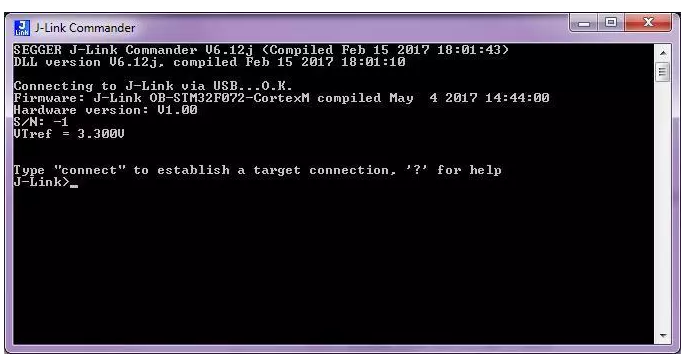 J-Link Commander
SEGGER J-Link Commander V6.12j (Compiled Feb 15 2017 18:01:43)
DLL version V6.12j, compiled Feb 15 2017 18:01:10
Connecting to J-Link via USB...O.K.
Firmware: J-Link OB-STM32F072-CortexM compiled May  4 2017 14:44:00
Hardware version: V1.00
S/N: -1
VTref = 3.300V
Type "connect" to establish a target connection, '?' for help
J-Link>_